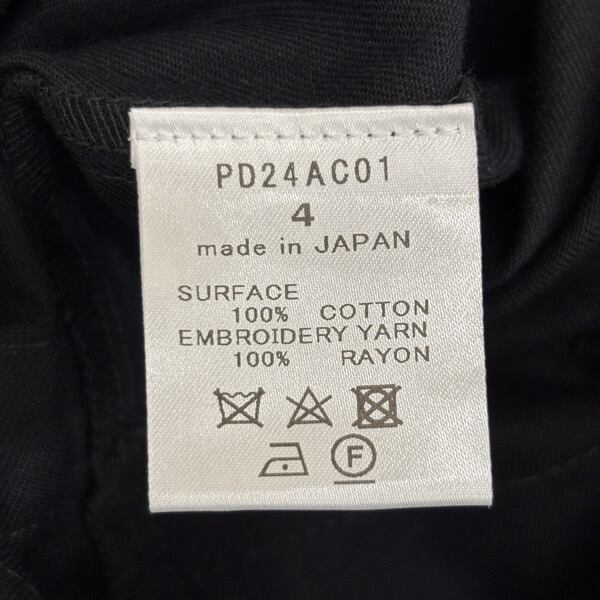 PD24AC01
4
made in JAPAN
SURFACE
100% COTTON
EMBROIDERY YARN
100% RAYON
F